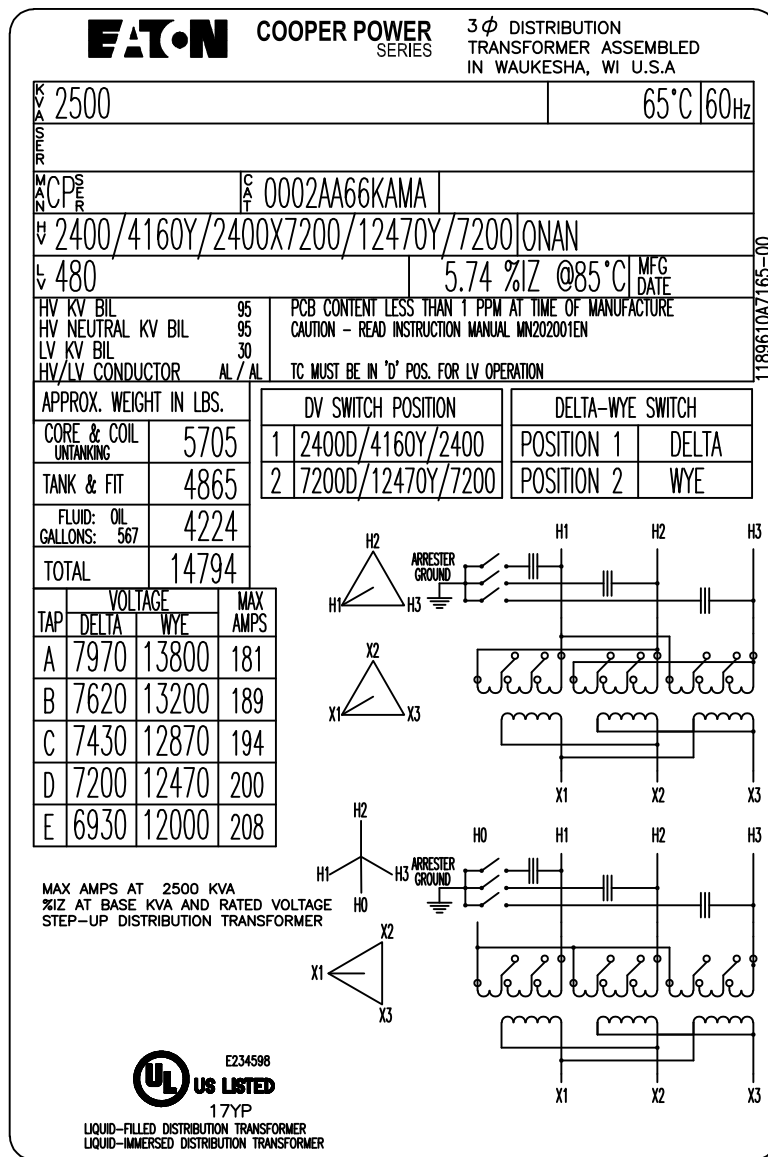 EATON COOPER POWER SERIES
3ϕ DISTRIBUTION
TRANSFORMER ASSEMBLED
IN WAUKESHA, WI U.S.A
KVA 2500 65°C 60Hz
SER
MAN CP SER CAT 0002AA66KAMA
HV 2400/4160Y/2400X7200/12470Y/7200 ONAN
LV 480 5.74 %IZ @85°C MFG DATE
1189610A7165-00
HV KV BIL 95
HV NEUTRAL KV BIL 95
LV KV BIL 30
HV/LV CONDUCTOR AL / AL
PCB CONTENT LESS THAN 1 PPM AT TIME OF MANUFACTURE
CAUTION - READ INSTRUCTION MANUAL MN202001EN
TC MUST BE IN 'D' POS. FOR LV OPERATION
APPROX. WEIGHT IN LBS.
CORE & COIL UNTANKING 5705
TANK & FIT 4865
FLUID: OIL GALLONS: 567 4224
TOTAL 14794
DV SWITCH POSITION
1 2400D/4160Y/2400
2 7200D/12470Y/7200
DELTA-WYE SWITCH
POSITION 1 DELTA
POSITION 2 WYE
TAP VOLTAGE MAX AMPS
DELTA WYE
A 7970 13800 181
B 7620 13200 189
C 7430 12870 194
D 7200 12470 200
E 6930 12000 208
MAX AMPS AT 2500 KVA
%IZ AT BASE KVA AND RATED VOLTAGE
STEP-UP DISTRIBUTION TRANSFORMER
H2
H1 H3
X2
X1 X3
ARRESTER
GROUND
H1 H2 H3
X1 X2 X3
H2
H1 H3
H0
X2
X1
X3
ARRESTER
GROUND
H0 H1 H2 H3
X1 X2 X3
UL E234598
US LISTED
17YP
LIQUID-FILLED DISTRIBUTION TRANSFORMER
LIQUID-IMMERSED DISTRIBUTION TRANSFORMER